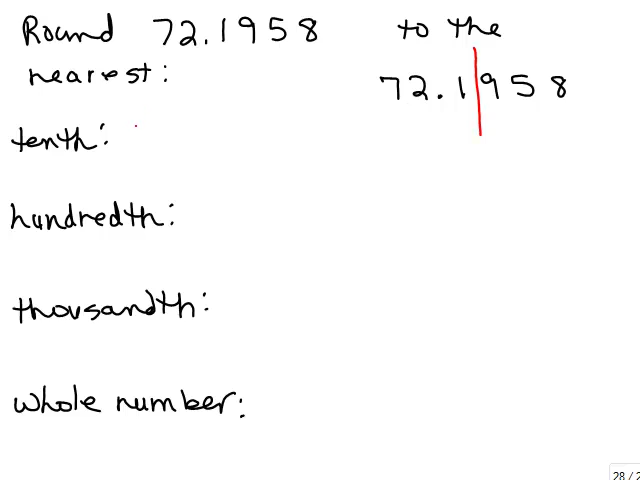 Round 72.1958 to the
nearest:
72.1958
tenth:
hundredth:
thousandth:
whole number:
28/2